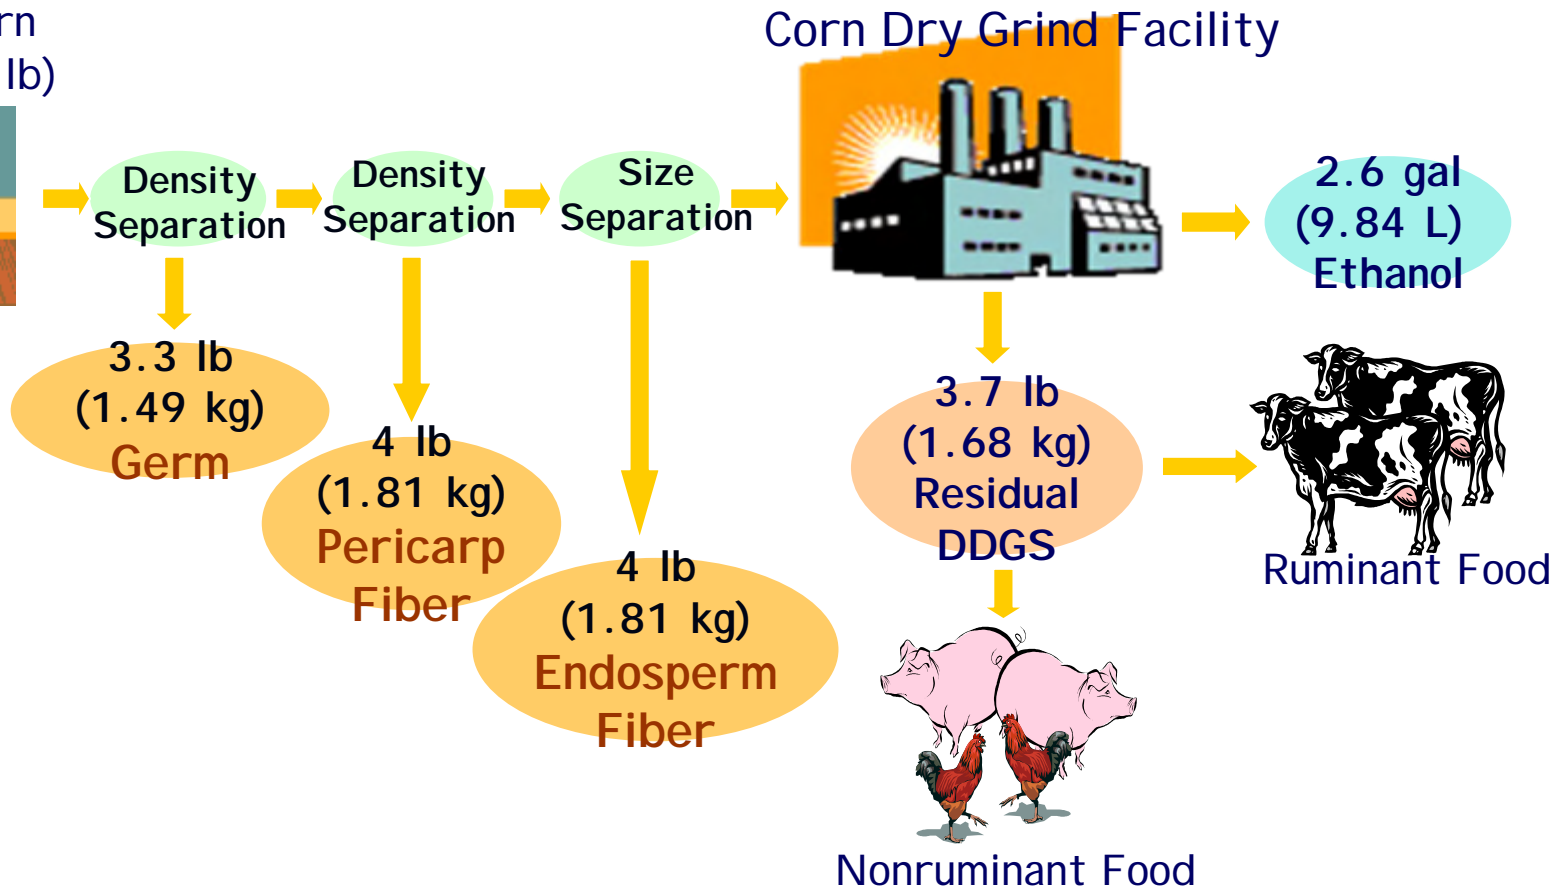 rn
lb)
Corn Dry Grind Facility
Density
Separation
Density
Separation
Size
Separation
2.6 gal
(9.84 L)
Ethanol
3.3 lb
(1.49 kg)
Germ
4 lb
(1.81 kg)
Pericarp
Fiber
4 lb
(1.81 kg)
Endosperm
Fiber
3.7 lb
(1.68 kg)
Residual
DDGS
Ruminant Food
Nonruminant Food